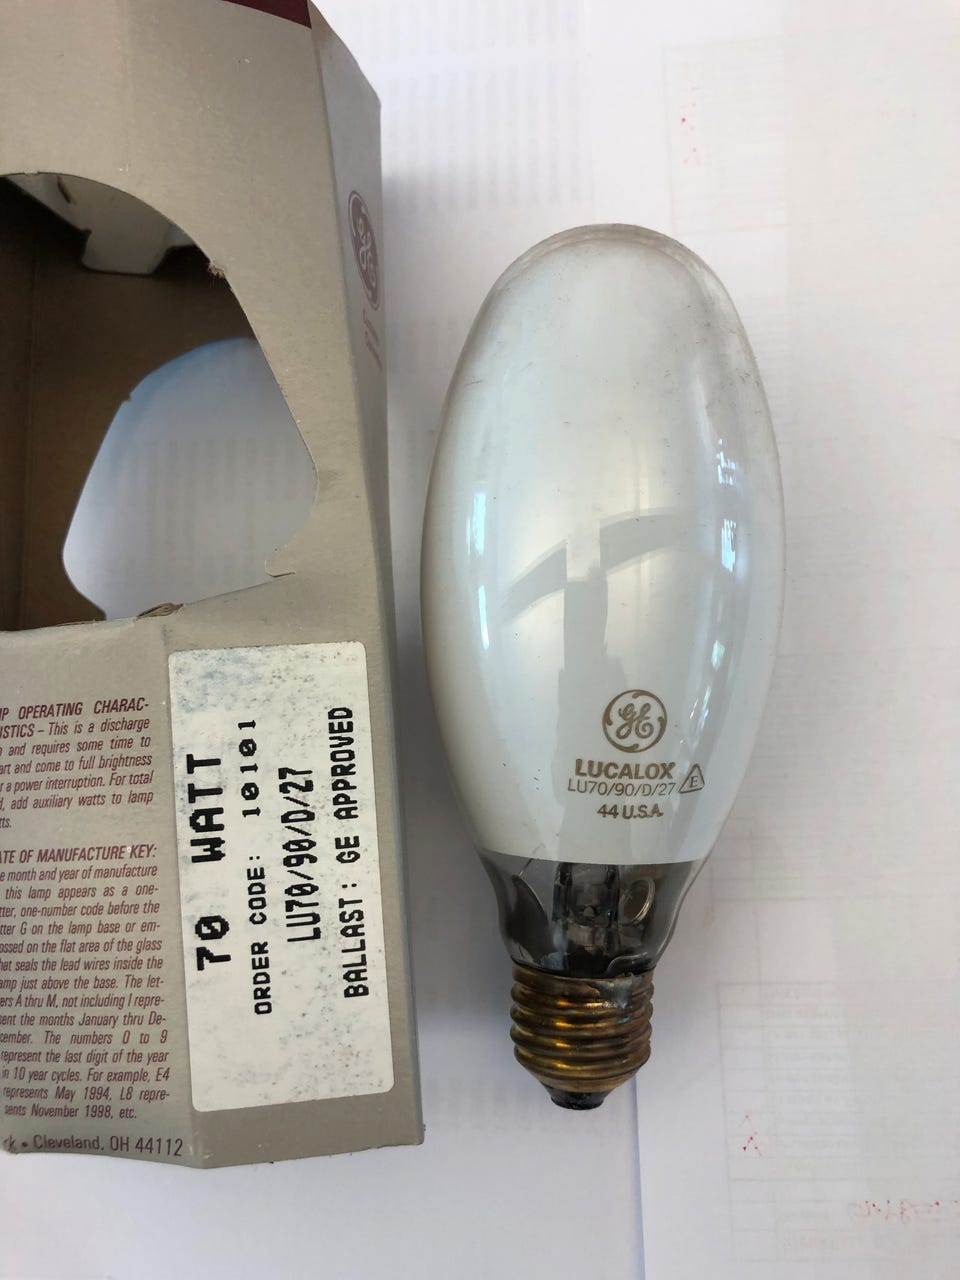 P OPERATING CHARAC-
ISTICS – This is a discharge
and requires some time to
art and come to full brightness
r a power interruption. For total
d, add auxiliary watts to lamp
tts.
ATE OF MANUFACTURE KEY:
e month and year of manufacture
this lamp appears as a one-
tter, one-number code before the
tter G on the lamp base or em-
ossed on the flat area of the glass
hat seals the lead wires inside the
amp just above the base. The let-
ers A thru M, not including I repre-
sent the months January thru De-
cember. The numbers 0 to 9
represent the last digit of the year
in 10 year cycles. For example, E4
represents May 1994, L8 repre-
sents November 1998, etc.
k • Cleveland, OH 44112
70 WATT
ORDER CODE: 10101
LU70/90/D/27
BALLAST: GE APPROVED
GE
GE
LUCALOX
LU70/90/D/27 E
44 U.S.A.